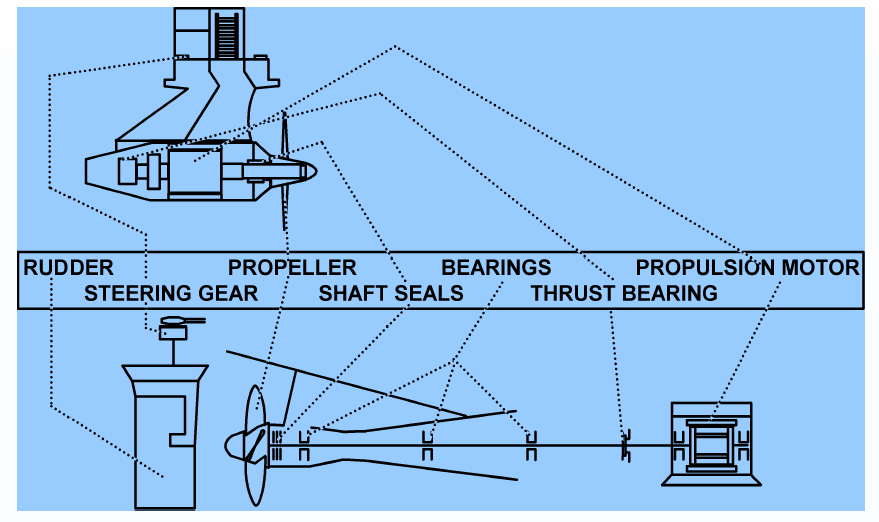 RUDDER PROPELLER BEARINGS PROPULSION MOTOR
STEERING GEAR SHAFT SEALS THRUST BEARING